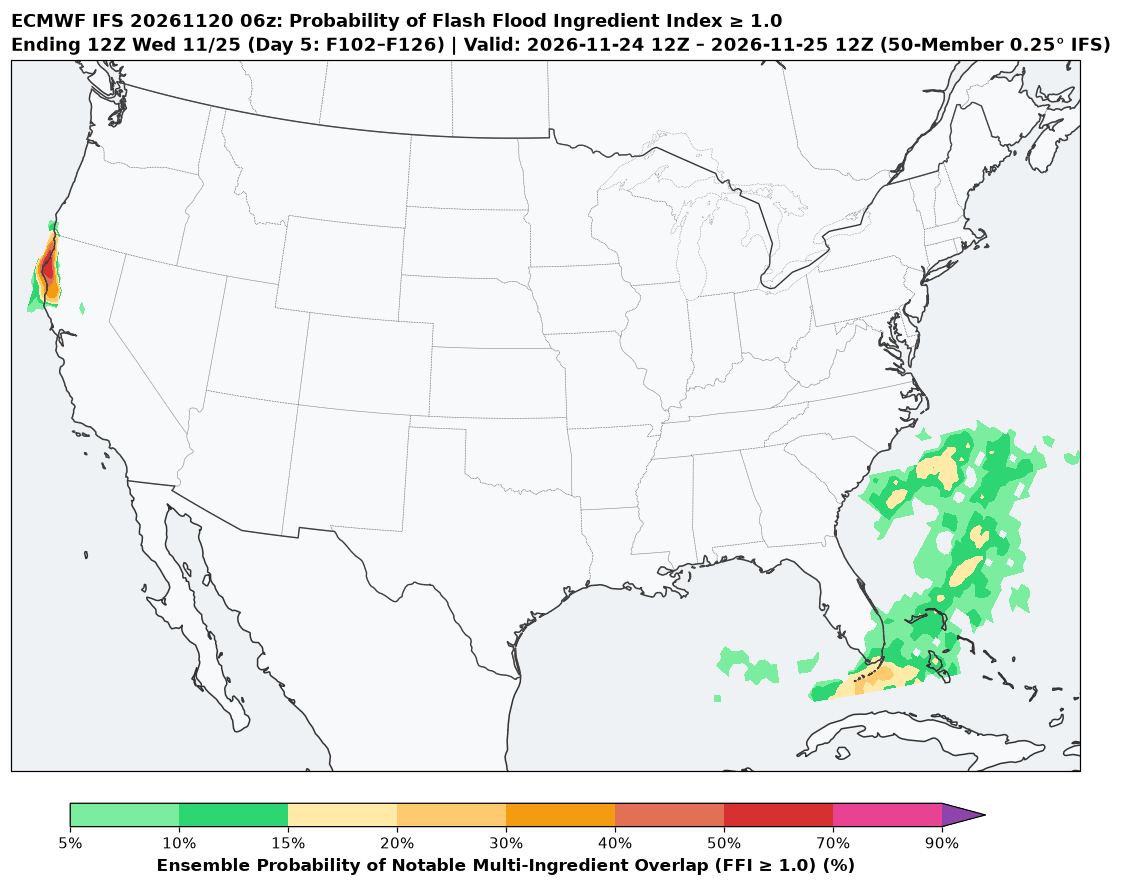 ECMWF IFS 20261120 06z: Probability of Flash Flood Ingredient Index ≥ 1.0
Ending 12Z Wed 11/25 (Day 5: F102–F126) | Valid: 2026-11-24 12Z – 2026-11-25 12Z (50-Member 0.25° IFS)
5% 10% 15% 20% 30% 40% 50% 70% 90%
Ensemble Probability of Notable Multi-Ingredient Overlap (FFI ≥ 1.0) (%)